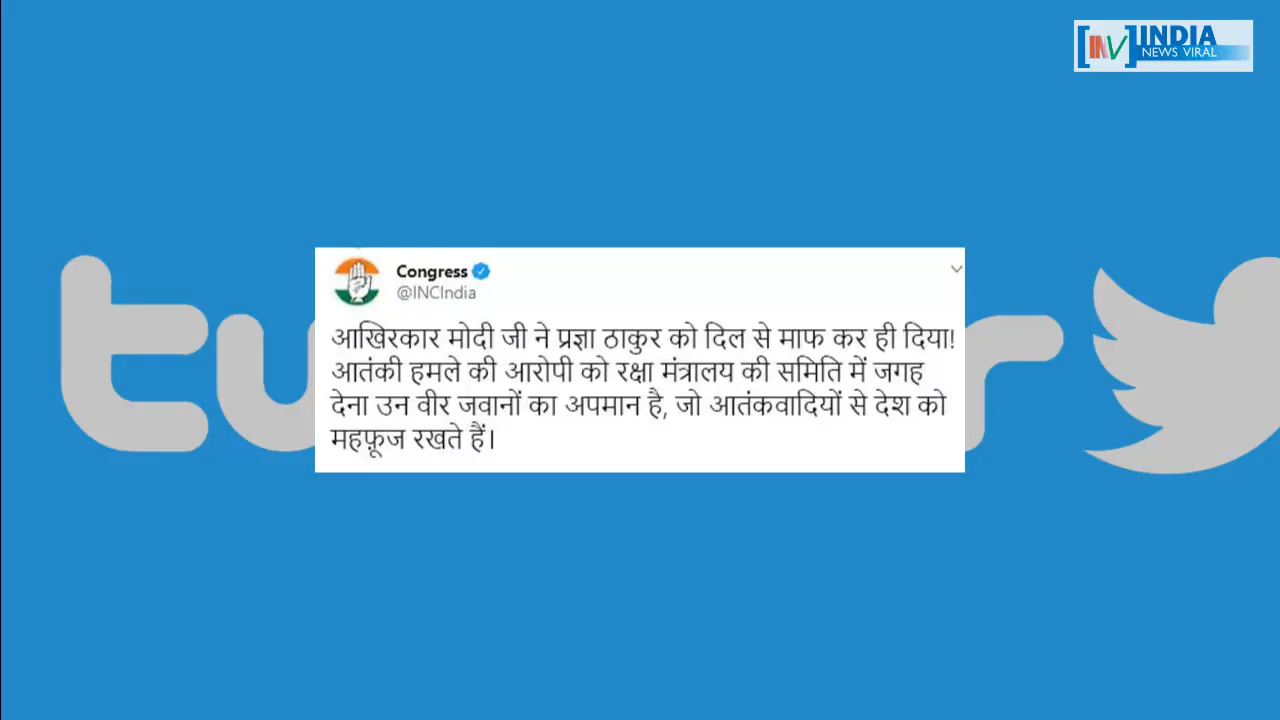 [INV] INDIA
NEWS VIRAL
Congress
@INCIndia
आखिरकार मोदी जी ने प्रज्ञा ठाकुर को दिल से माफ कर ही दिया!
आतंकी हमले की आरोपी को रक्षा मंत्रालय की समिति में जगह
देना उन वीर जवानों का अपमान है, जो आतंकवादियों से देश को
महफ़ूज रखते हैं।